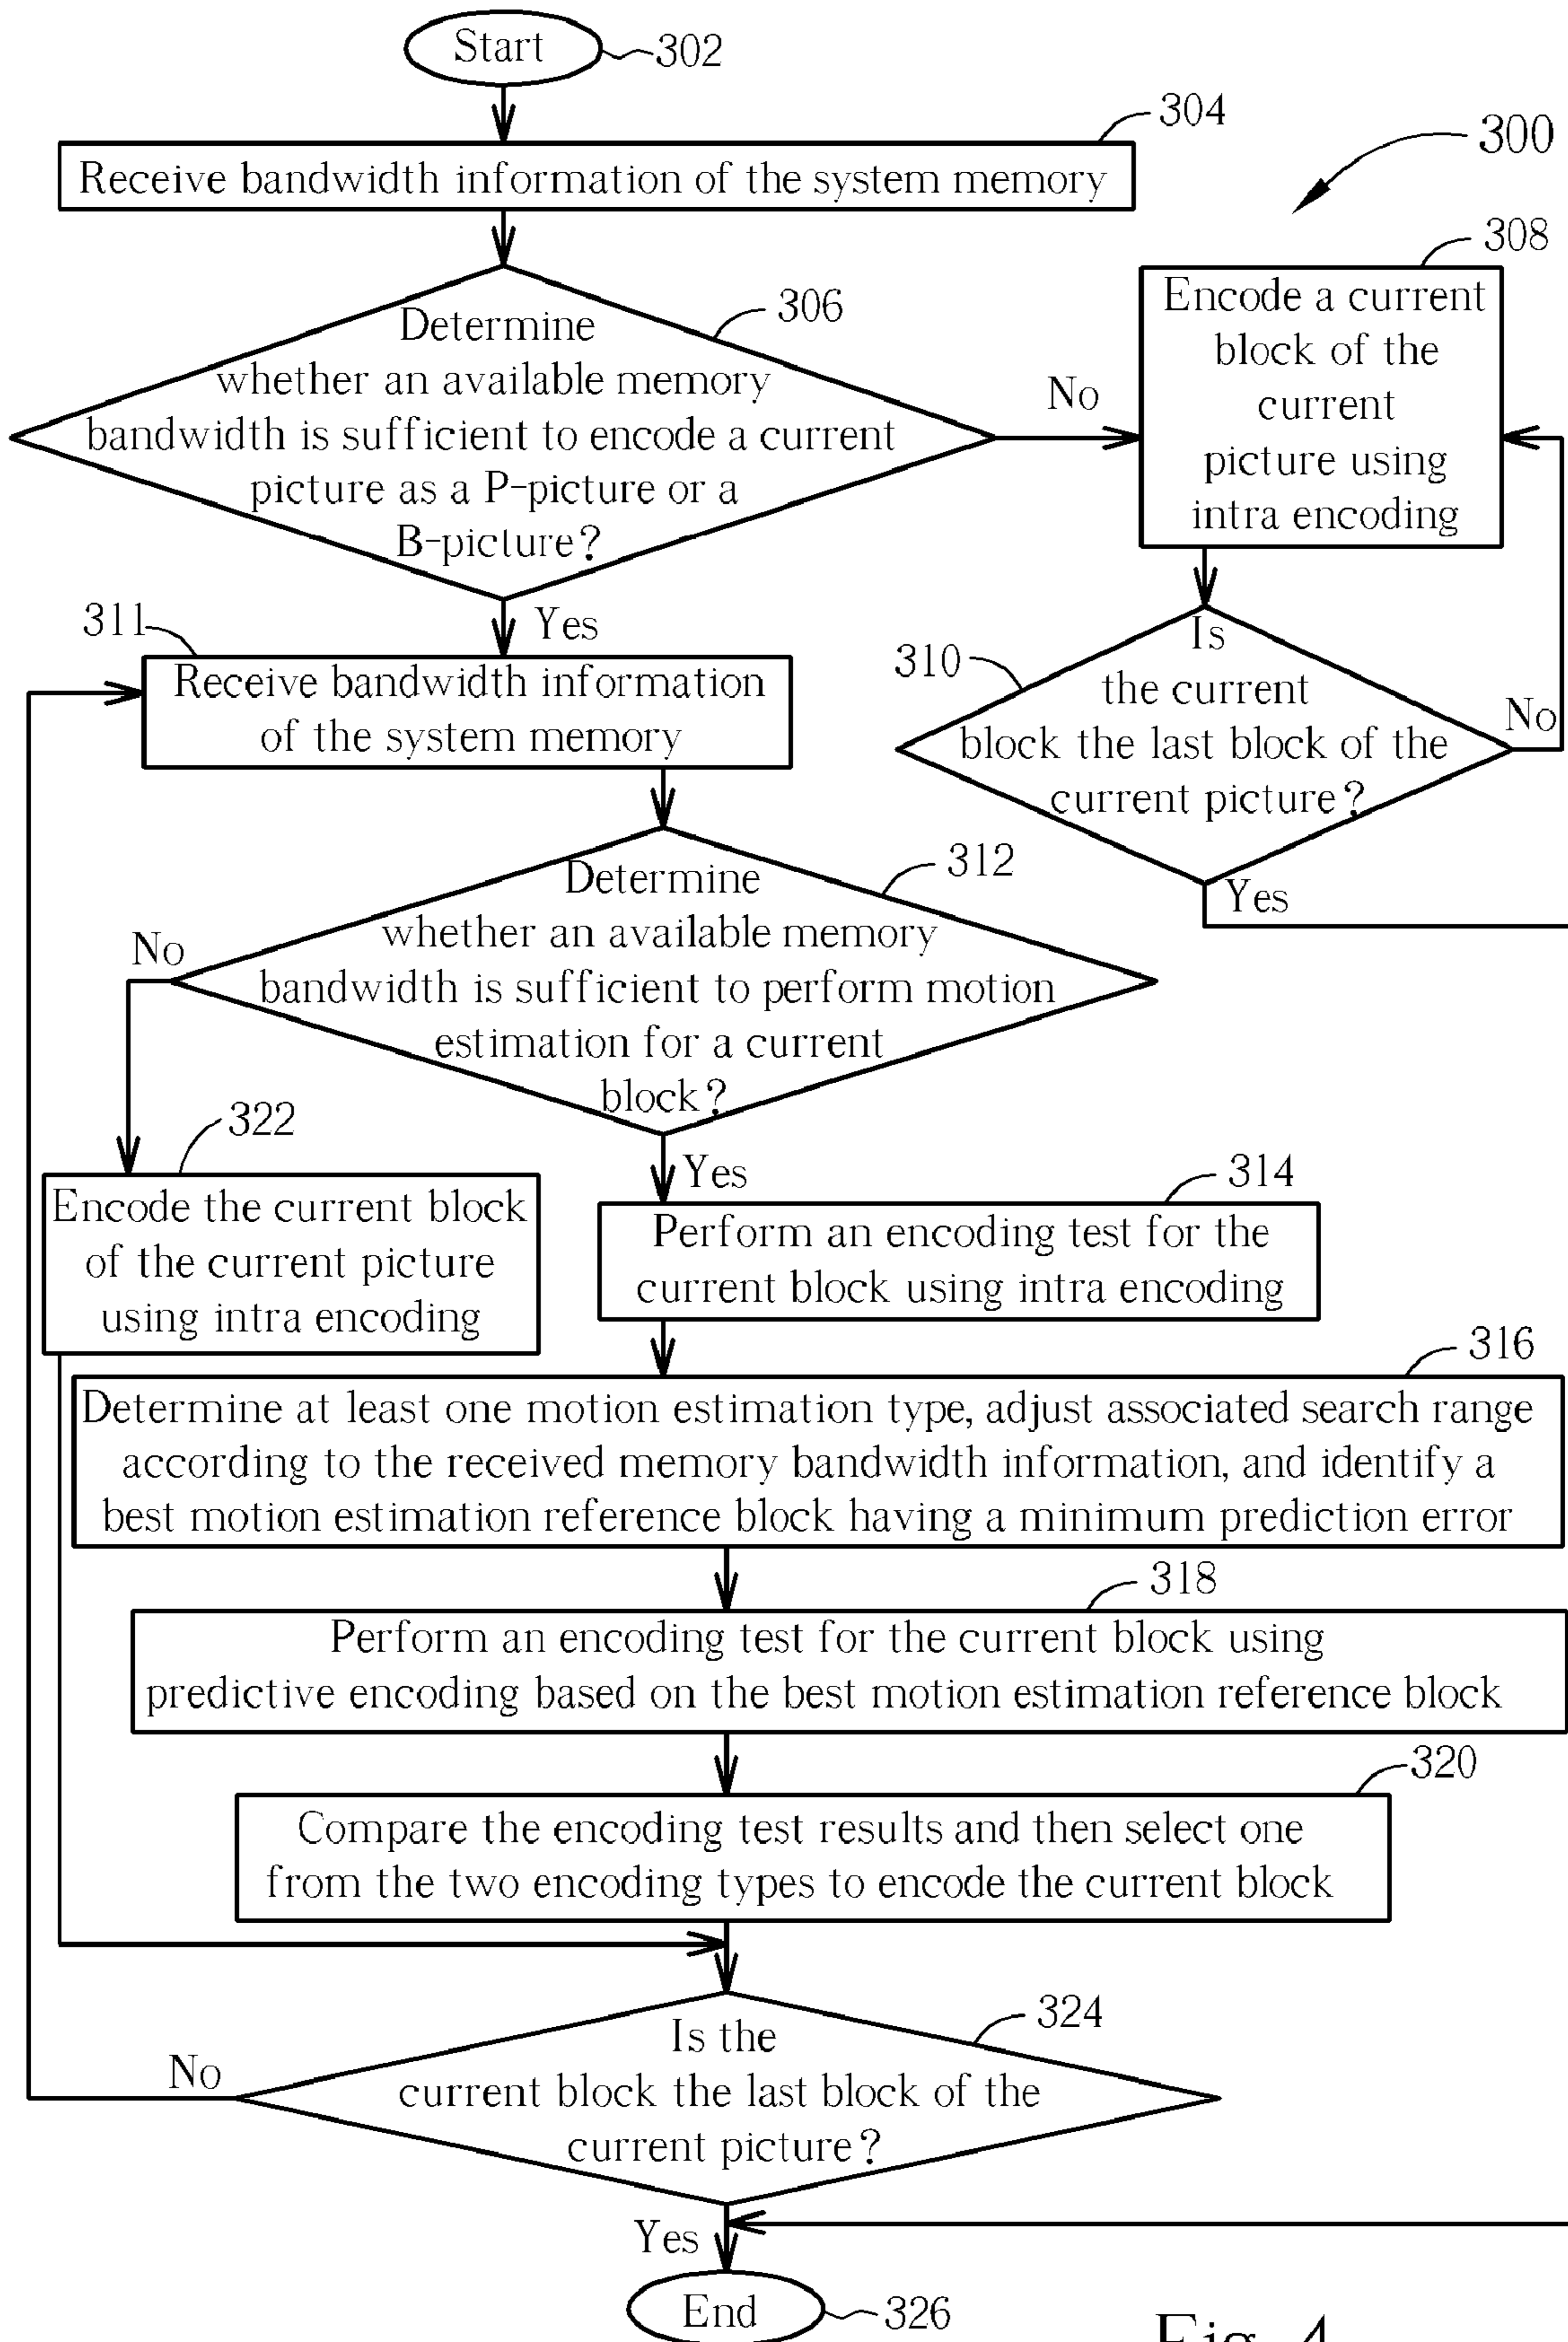 Start
302
304
Receive bandwidth information of the system memory
300
308
306
Determine
whether an available memory
bandwidth is sufficient to encode a current
picture as a P-picture or a
B-picture?
No
Encode a current
block of the
current
picture using
intra encoding
Yes
311
Receive bandwidth information
of the system memory
310
Is
the current
block the last block of the
current picture?
No
Yes
312
Determine
whether an available memory
bandwidth is sufficient to perform motion
estimation for a current
block?
No
322
Encode the current block
of the current picture
using intra encoding
Yes
314
Perform an encoding test for the
current block using intra encoding
316
Determine at least one motion estimation type, adjust associated search range
according to the received memory bandwidth information, and identify a
best motion estimation reference block having a minimum prediction error
318
Perform an encoding test for the current block using
predictive encoding based on the best motion estimation reference block
320
Compare the encoding test results and then select one
from the two encoding types to encode the current block
324
Is the
current block the last block of the
current picture?
No
Yes
End
326
Fig. 4